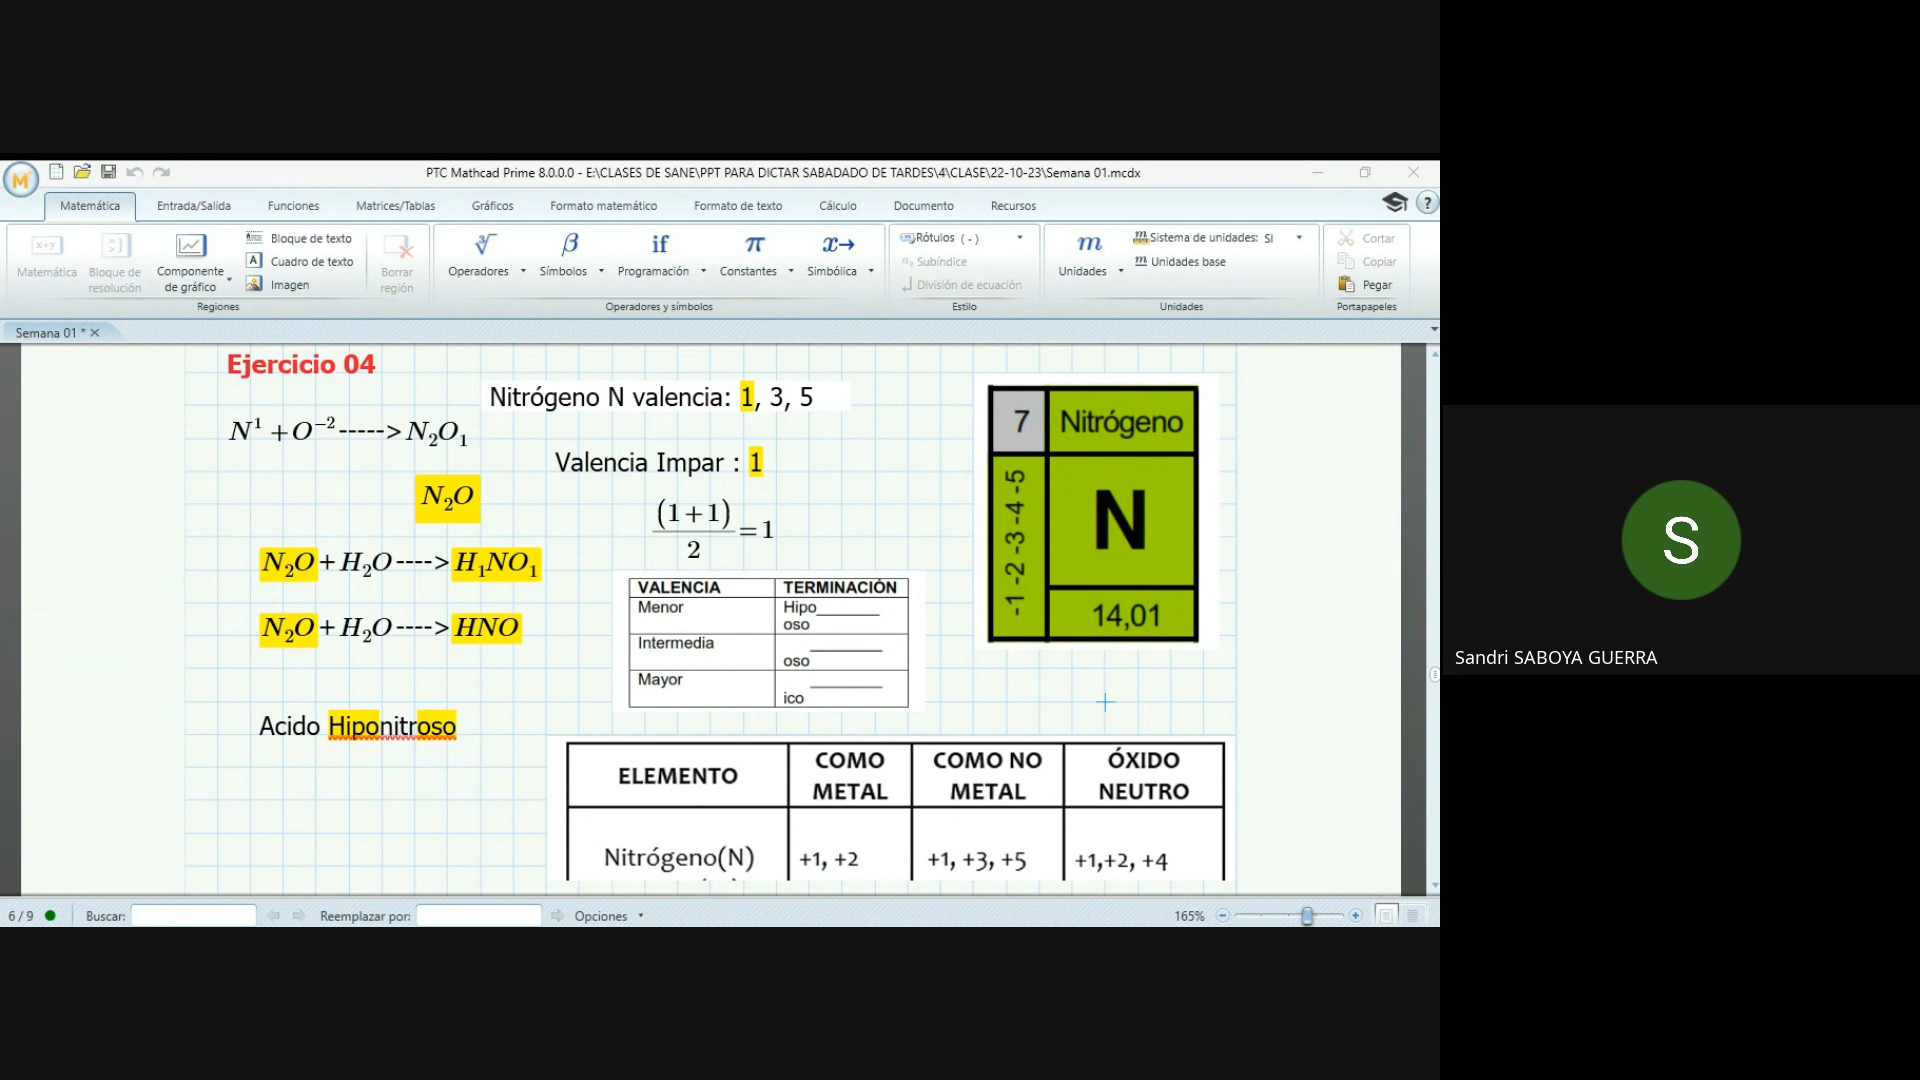 PTC Mathcad Prime 8.0.0.0 - E:\CLASES DE SANE\PPT PARA DICTAR SABADADO DE TARDES\4\CLASE\22-10-23\Semana 01.mcdx
Matemática Entrada/Salida Funciones Matrices/Tablas Gráficos Formato matemático Formato de texto Cálculo Documento Recursos
Matemática
Bloque de resolución
Componente de gráfico
Bloque de texto
Cuadro de texto
Imagen
Borrar región
Regiones
Operadores
Símbolos
Programación
Constantes
Simbólica
Operadores y símbolos
Rótulos ( - )
Subíndice
División de ecuación
Estilo
Unidades
Sistema de unidades: SI
Unidades base
Unidades
Cortar
Copiar
Pegar
Portapapeles
Semana 01 *
Ejercicio 04
Nitrógeno N valencia: 1, 3, 5
N¹ + O⁻² -----> N₂O₁
Valencia Impar : 1
N₂O
(1+1)/2 = 1
N₂O + H₂O ----> H₁NO₁
N₂O + H₂O ----> HNO
Acido Hiponitroso
7 Nitrógeno
-1 -2 -3 -4 -5
N
14,01
VALENCIA TERMINACIÓN
Menor Hipo_______ oso
Intermedia _________ oso
Mayor _________ ico
ELEMENTO COMO METAL COMO NO METAL ÓXIDO NEUTRO
Nitrógeno(N) +1, +2 +1, +3, +5 +1,+2, +4
6 / 9 Buscar: Reemplazar por: Opciones 165%
S
Sandri SABOYA GUERRA